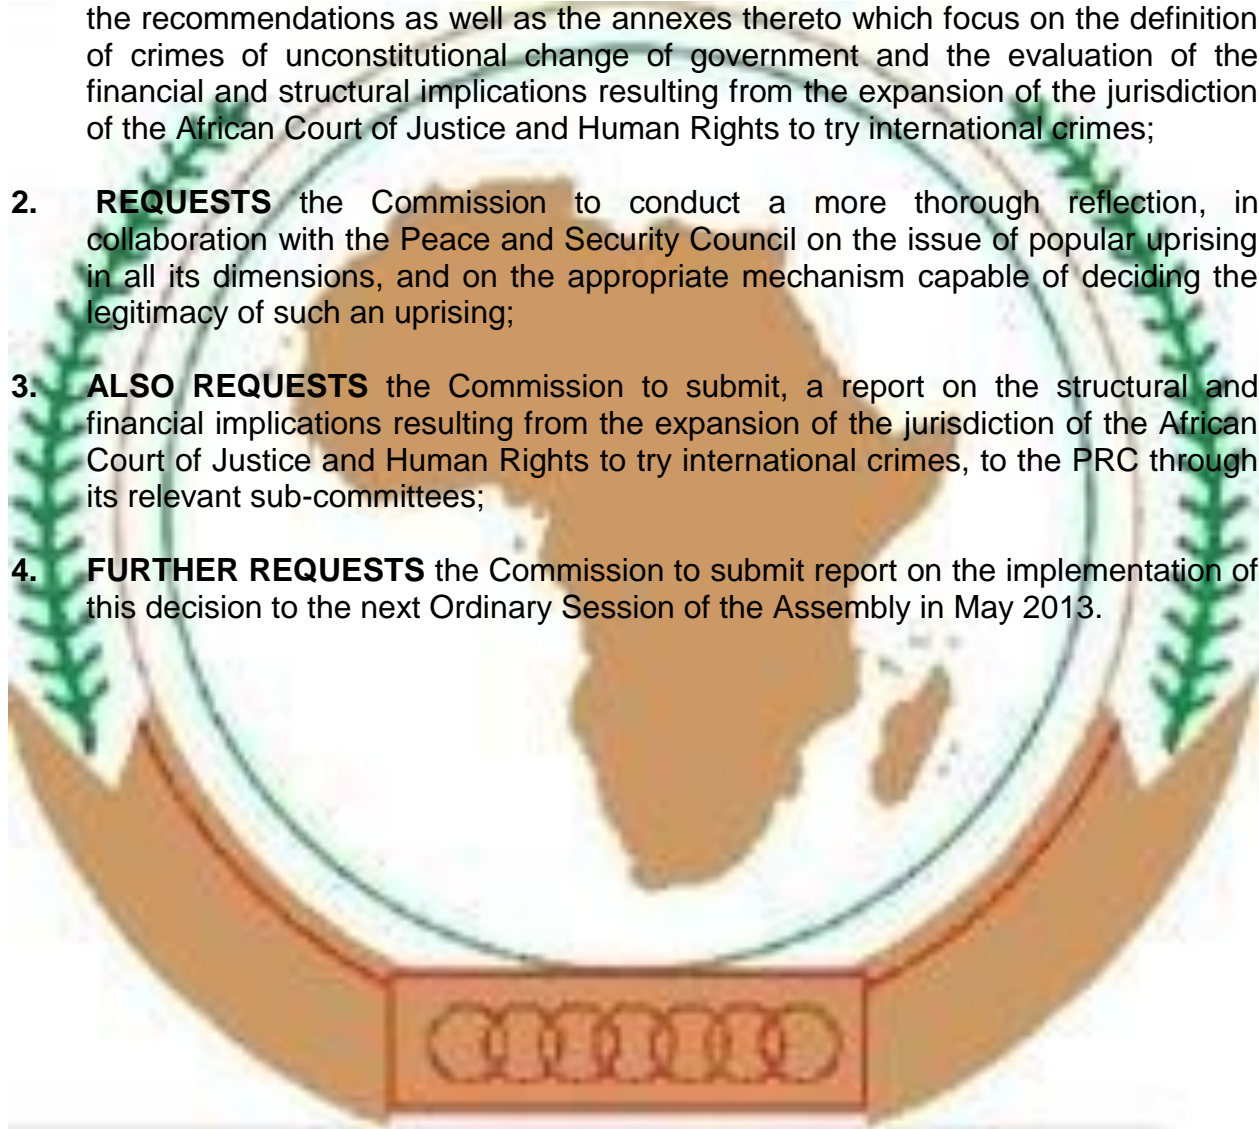 the recommendations as well as the annexes thereto which focus on the definition
of crimes of unconstitutional change of government and the evaluation of the
financial and structural implications resulting from the expansion of the jurisdiction
of the African Court of Justice and Human Rights to try international crimes;
2. REQUESTS the Commission to conduct a more thorough reflection, in
collaboration with the Peace and Security Council on the issue of popular uprising
in all its dimensions, and on the appropriate mechanism capable of deciding the
legitimacy of such an uprising;
3. ALSO REQUESTS the Commission to submit, a report on the structural and
financial implications resulting from the expansion of the jurisdiction of the African
Court of Justice and Human Rights to try international crimes, to the PRC through
its relevant sub-committees;
4. FURTHER REQUESTS the Commission to submit report on the implementation of
this decision to the next Ordinary Session of the Assembly in May 2013.